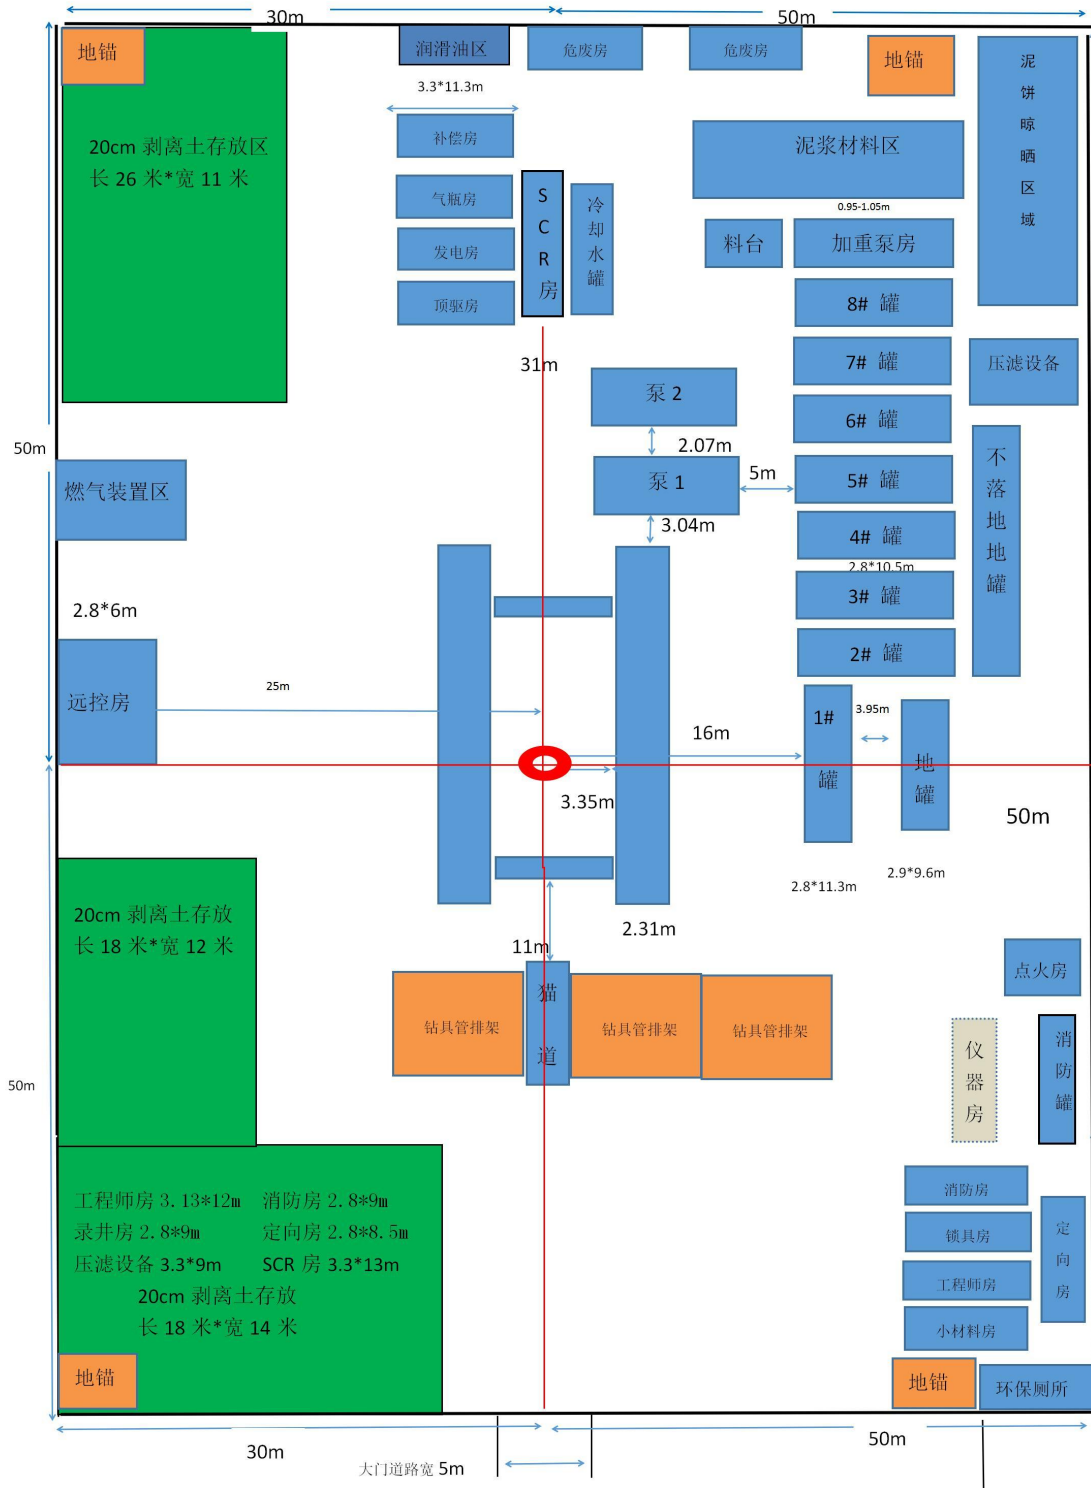 30m
50m
地锚
润滑油区
危废房
危废房
地锚
泥饼晾晒区域
3.3*11.3m
20cm 剥离土存放区
长 26 米*宽 11 米
补偿房
泥浆材料区
气瓶房
SCR房
冷却水罐
0.95-1.05m
发电房
料台
加重泵房
顶驱房
8# 罐
31m
7# 罐
压滤设备
泵 2
6# 罐
50m
2.07m
燃气装置区
泵 1
5m
5# 罐
不落地地罐
3.04m
4# 罐
2.8*10.5m
2.8*6m
3# 罐
2# 罐
远控房
25m
16m
1#罐
3.95m
地罐
3.35m
50m
2.8*11.3m
2.9*9.6m
20cm 剥离土存放
长 18 米*宽 12 米
2.31m
11m
猫道
点火房
钻具管排架
钻具管排架
钻具管排架
仪器房
消防罐
50m
工程师房 3.13*12m 消防房 2.8*9m
录井房 2.8*9m 定向房 2.8*8.5m
压滤设备 3.3*9m SCR 房 3.3*13m
20cm 剥离土存放
长 18 米*宽 14 米
消防房
锁具房
定向房
工程师房
小材料房
地锚
地锚
环保厕所
30m
50m
大门道路宽 5m